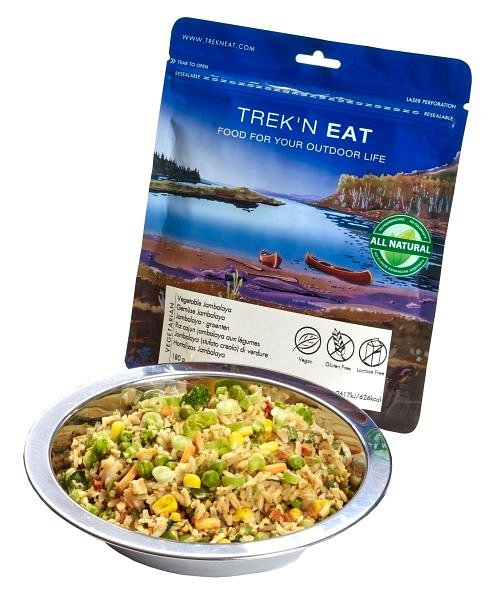 WWW.TREKNEAT.COM
TEAR TO OPEN
RESEALABLE
LASER PERFORATION
RESEALABLE
TREK'N EAT
FOOD FOR YOUR OUTDOOR LIFE
ALL NATURAL
VEGETARIAN
Vegetable Jambalaya
Gemüse Jambalaya
Jambalaya - groenten
Riz cajun jambalaya aux légumes
Jambalaya (stufato creolo) di verdure
Hortalizas Jambalaya
180 g
Vegan
Gluten Free
Lactose Free
2617kJ/626kcal